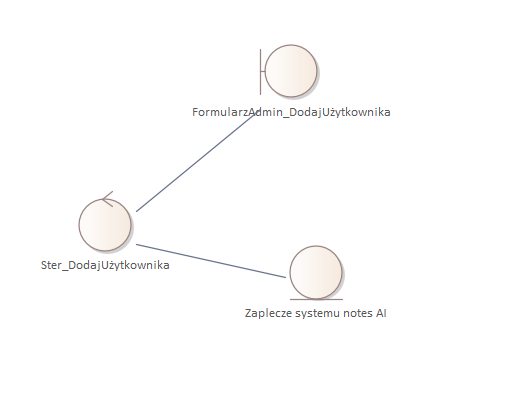 FormularzAdmin_DodajUżytkownika
Ster_DodajUżytkownika
Zaplecze systemu notes AI